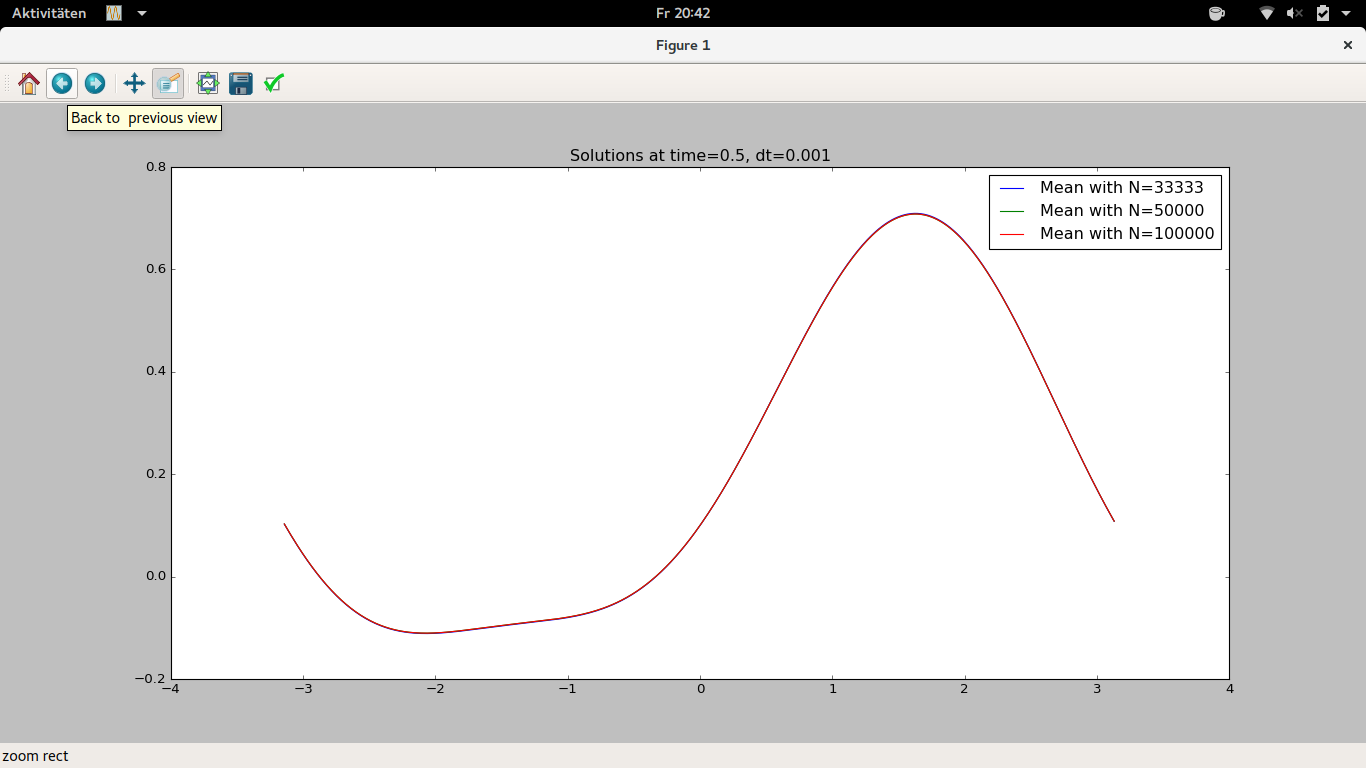 Aktivitäten Fr 20:42
Figure 1
Back to  previous view
Solutions at time=0.5, dt=0.001
Mean with N=33333
Mean with N=50000
Mean with N=100000
0.8
0.6
0.4
0.2
0.0
−0.2
−4 −3 −2 −1 0 1 2 3 4
zoom rect